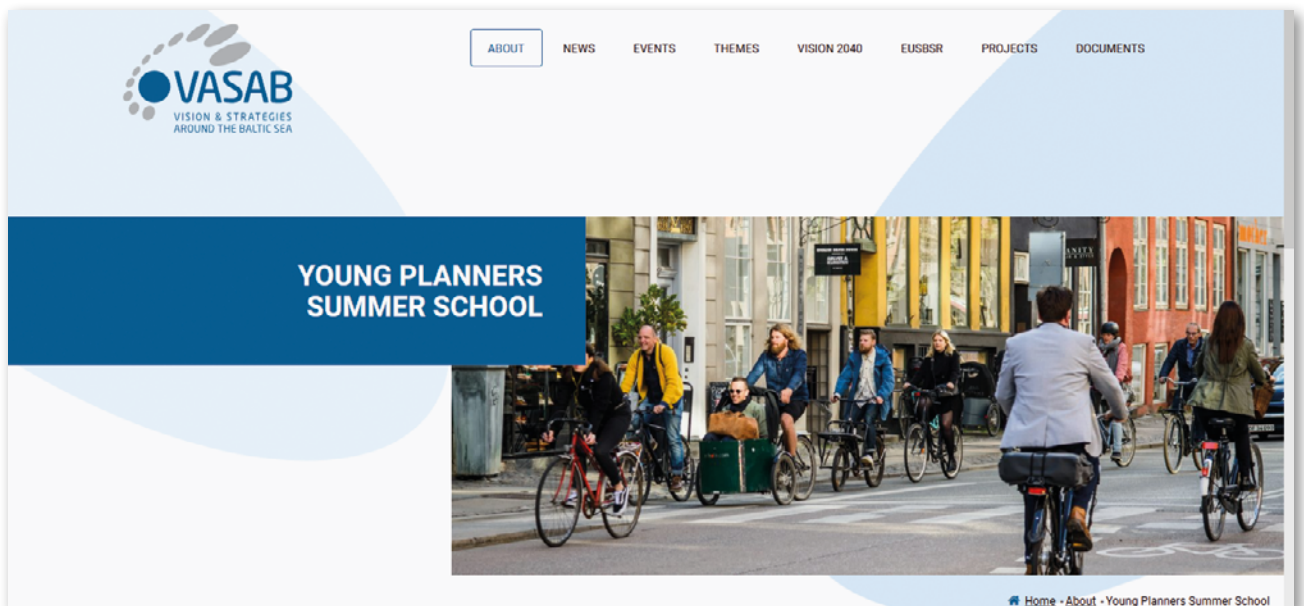 VASAB
VISION & STRATEGIES
AROUND THE BALTIC SEA
ABOUT NEWS EVENTS THEMES VISION 2040 EUSBSR PROJECTS DOCUMENTS
YOUNG PLANNERS
SUMMER SCHOOL
Home - About - Young Planners Summer School